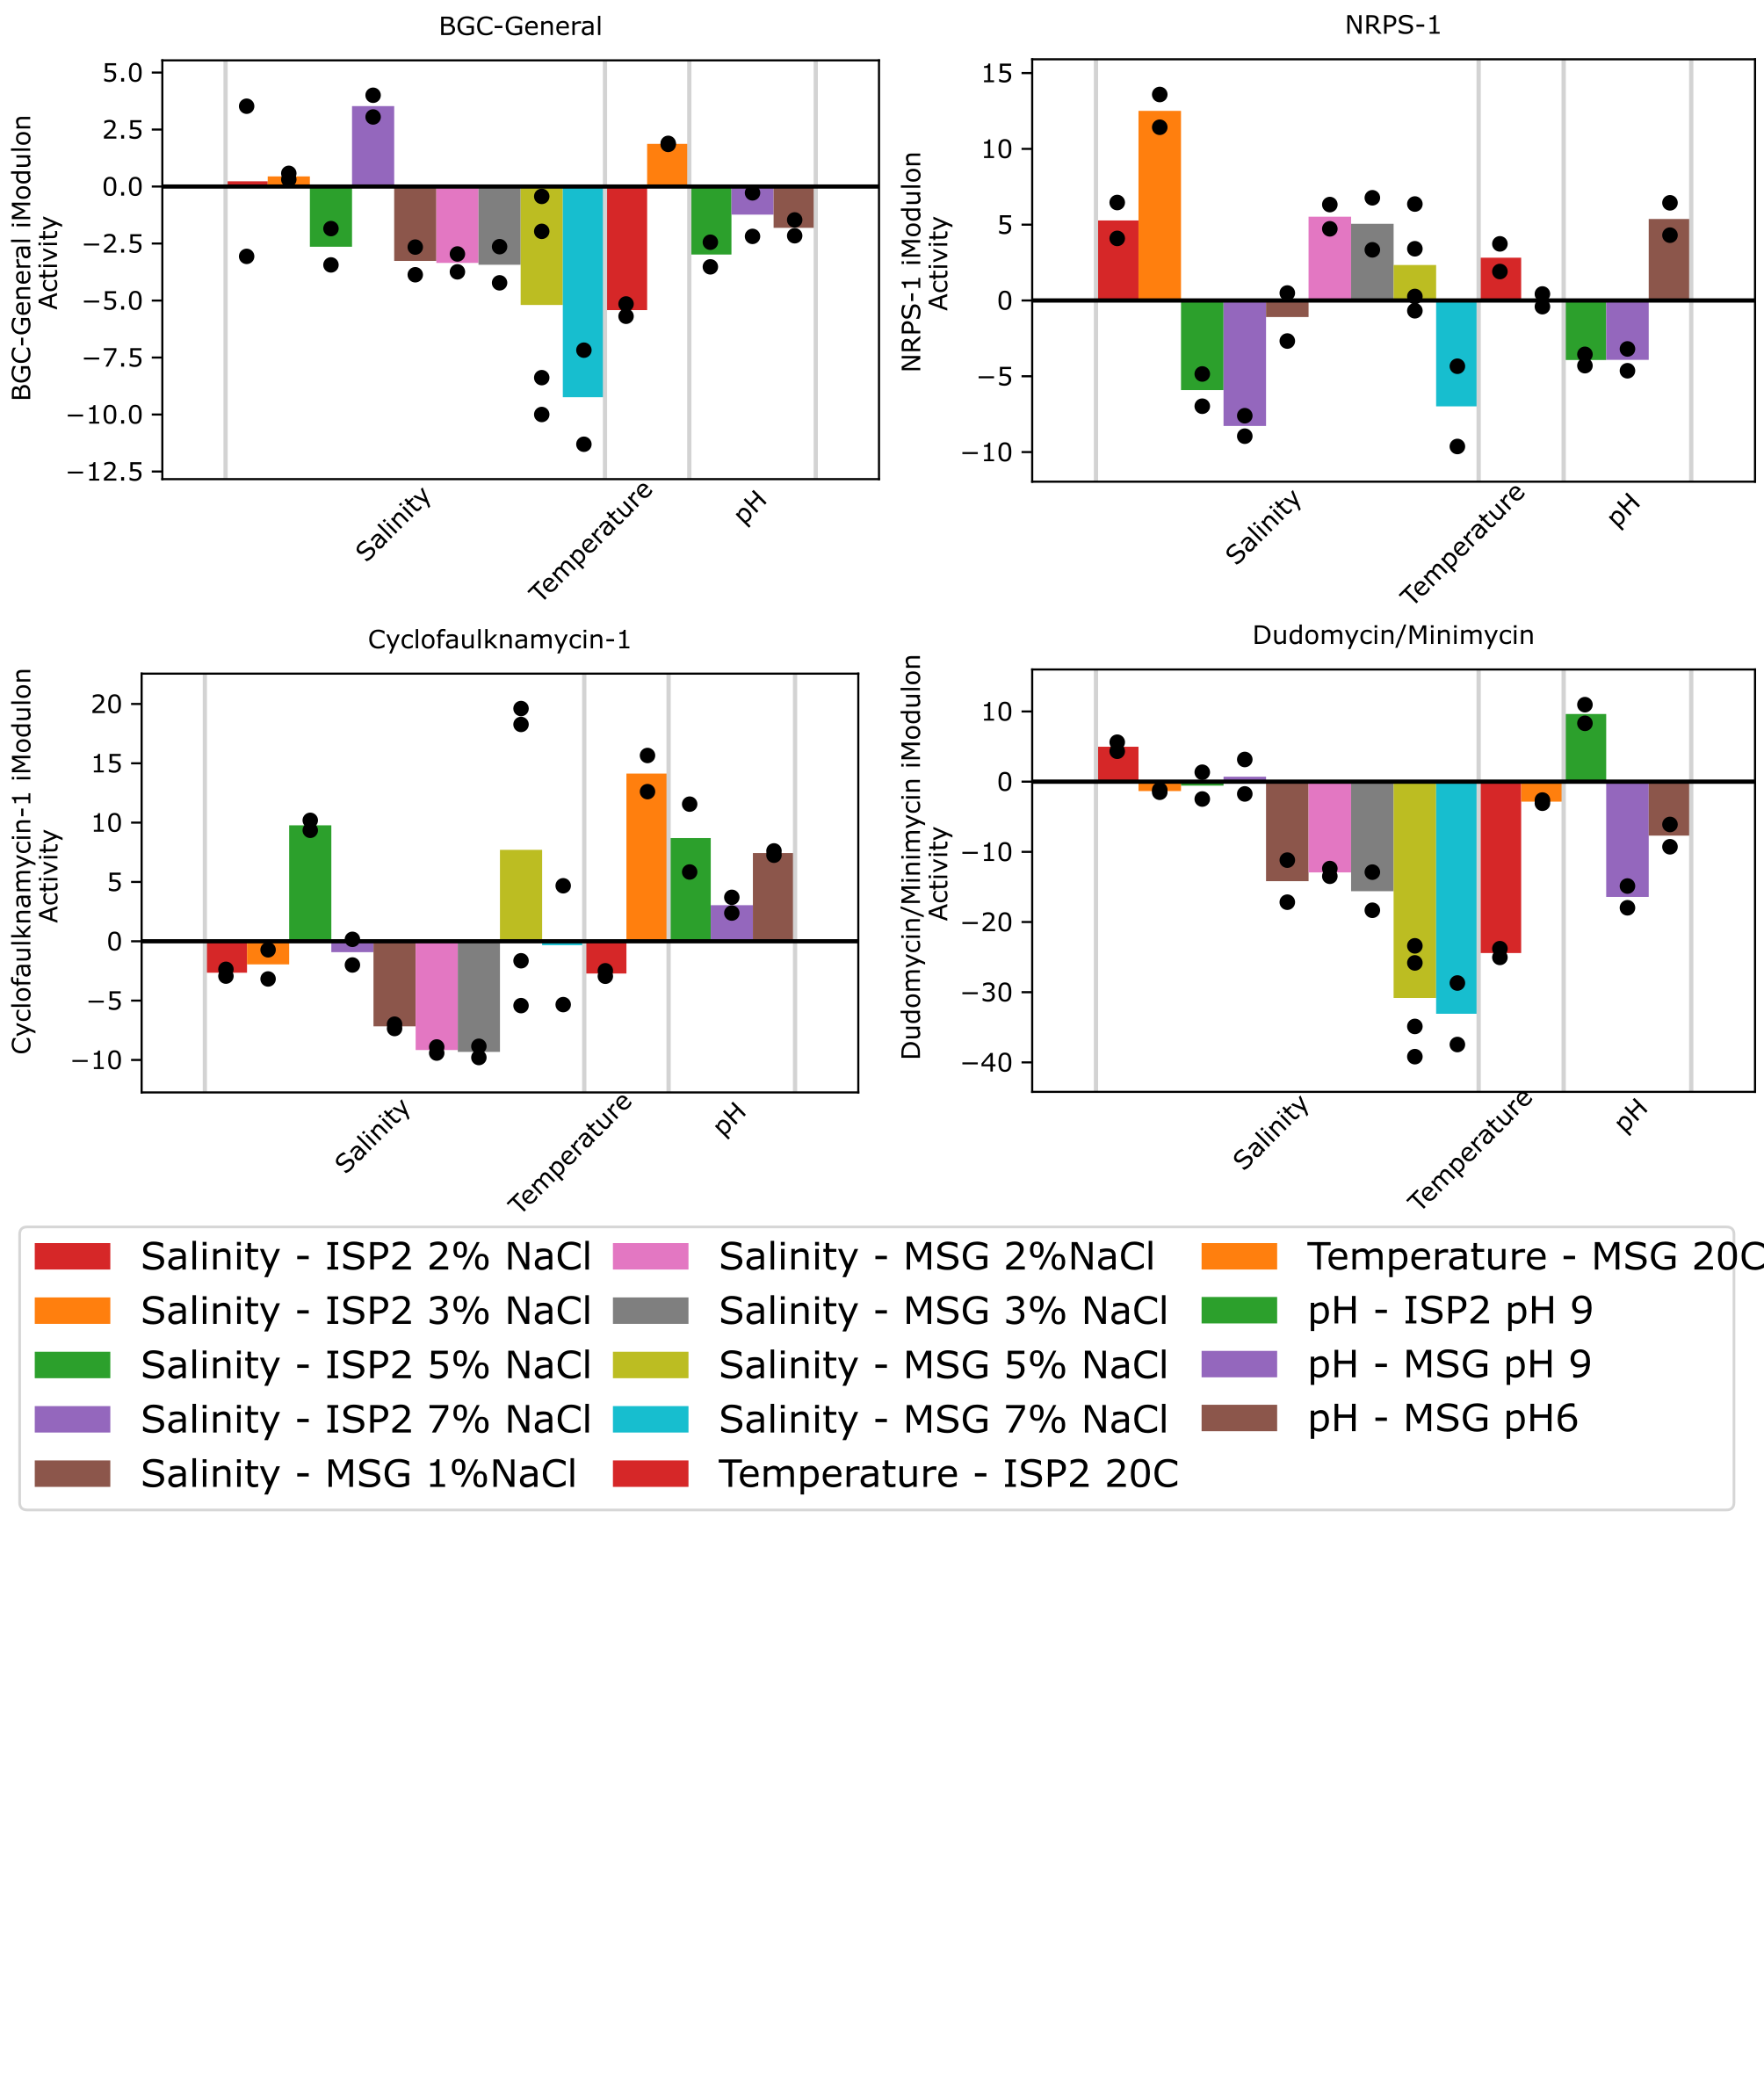 BGC-General
5.0
2.5
0.0
−2.5
−5.0
−7.5
−10.0
−12.5
BGC-General iModulon
Activity
Salinity
Temperature
pH
NRPS-1
15
10
5
0
−5
−10
NRPS-1 iModulon
Activity
Salinity
Temperature
pH
Cyclofaulknamycin-1
20
15
10
5
0
−5
−10
Cyclofaulknamycin-1 iModulon
Activity
Salinity
Temperature
pH
Dudomycin/Minimycin
10
0
−10
−20
−30
−40
Dudomycin/Minimycin iModulon
Activity
Salinity
Temperature
pH
Salinity - ISP2 2% NaCl
Salinity - ISP2 3% NaCl
Salinity - ISP2 5% NaCl
Salinity - ISP2 7% NaCl
Salinity - MSG 1%NaCl
Salinity - MSG 2%NaCl
Salinity - MSG 3% NaCl
Salinity - MSG 5% NaCl
Salinity - MSG 7% NaCl
Temperature - ISP2 20C
Temperature - MSG 20C
pH - ISP2 pH 9
pH - MSG pH 9
pH - MSG pH6